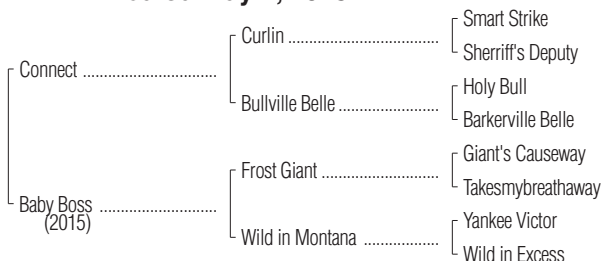 Smart Strike
Curlin
Sheriff's Deputy
Connect
Holy Bull
Bullville Belle
Barkerville Belle
Giant's Causeway
Frost Giant
Takesmybreathaway
Baby Boss
(2015)
Yankee Victor
Wild in Montana
Wild in Excess